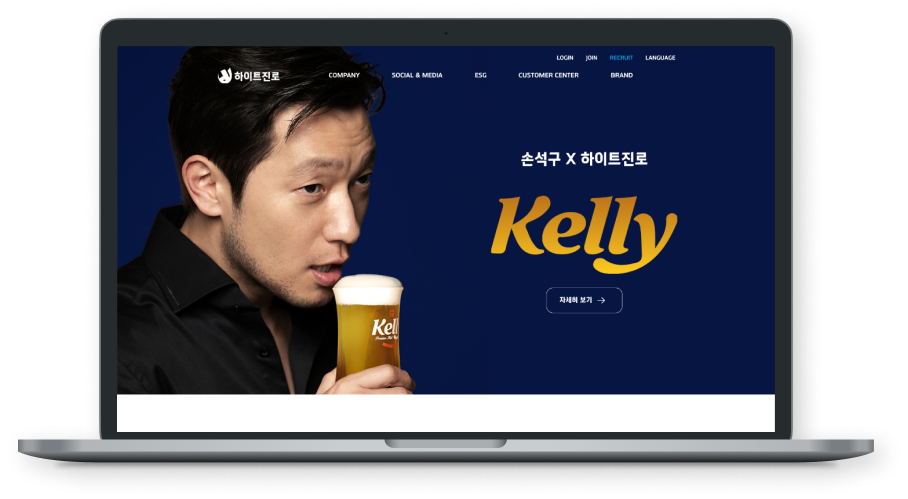 LOGIN JOIN RECRUIT LANGUAGE
하이트진로 COMPANY SOCIAL & MEDIA ESG CUSTOMER CENTER BRAND
손석구 X 하이트진로
Kelly
자세히 보기 →
Kell